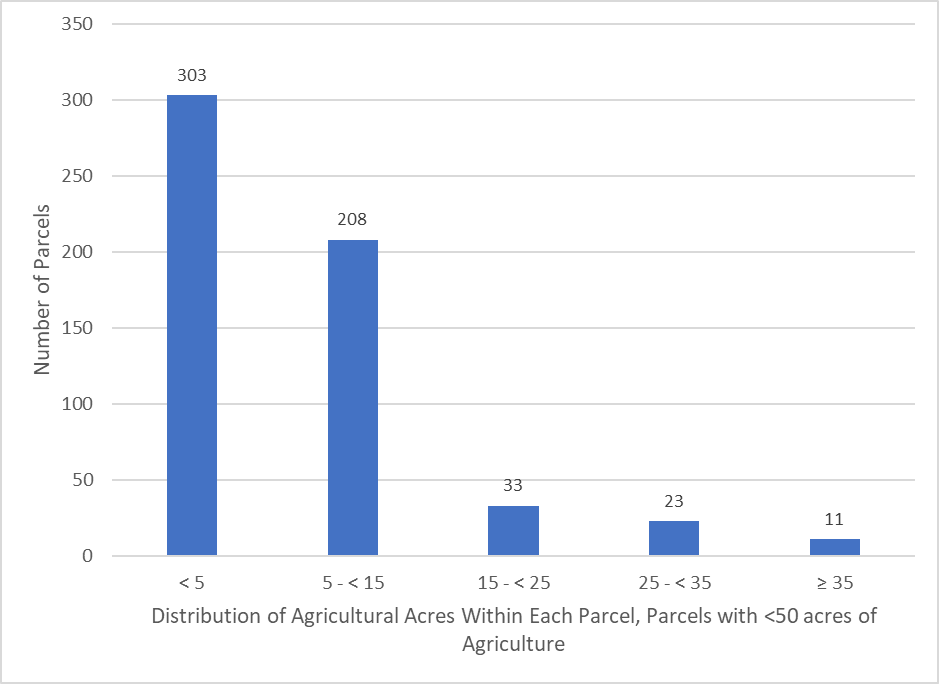 350
300
250
200
150
100
50
0
Number of Parcels
303
208
33
23
11
< 5
5 - < 15
15 - < 25
25 - < 35
≥ 35
Distribution of Agricultural Acres Within Each Parcel, Parcels with <50 acres of
Agriculture